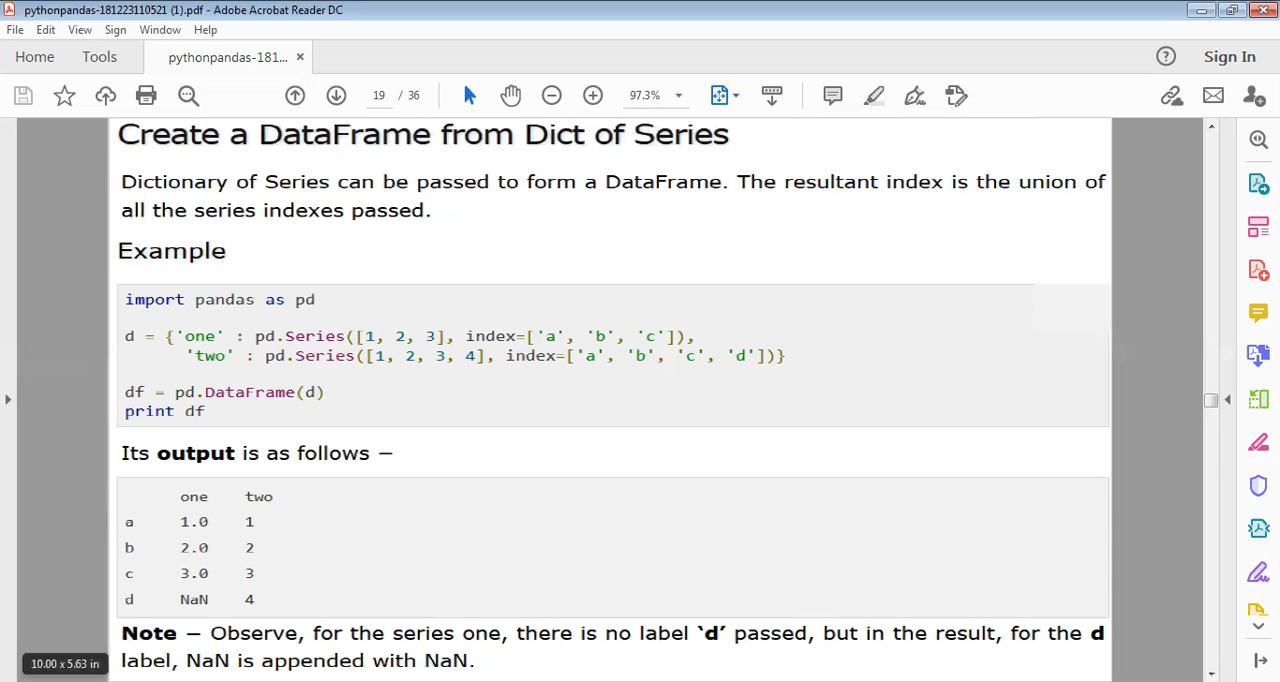 pythonpandas-181223110521 (1).pdf - Adobe Acrobat Reader DC
File Edit View Sign Window Help
Home Tools pythonpandas-181... × Sign In
19 / 36 97.3%
Create a DataFrame from Dict of Series
Dictionary of Series can be passed to form a DataFrame. The resultant index is the union of
all the series indexes passed.
Example
import pandas as pd
d = {'one' : pd.Series([1, 2, 3], index=['a', 'b', 'c']),
'two' : pd.Series([1, 2, 3, 4], index=['a', 'b', 'c', 'd'])}
df = pd.DataFrame(d)
print df
Its output is as follows −
one two
a 1.0 1
b 2.0 2
c 3.0 3
d NaN 4
Note − Observe, for the series one, there is no label ‘d’ passed, but in the result, for the d
label, NaN is appended with NaN.
10.00 x 5.63 in